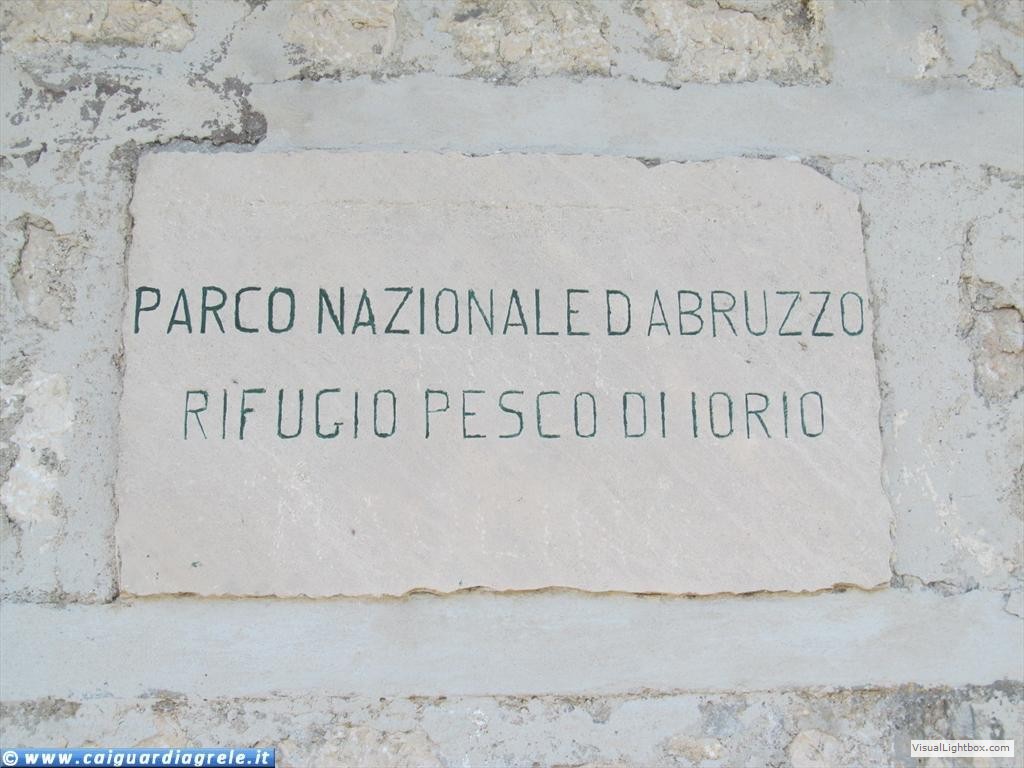 PARCO NAZIONALE D ABRUZZO
RIFUGIO PESCO DI IORIO
© www.caiguardiagrele.it
VisualLightbox.com